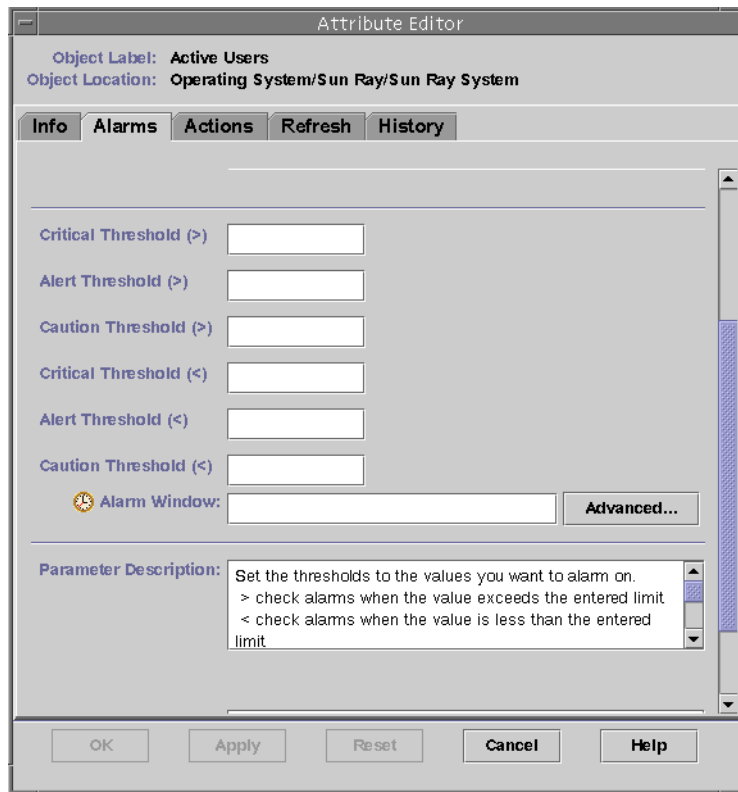 Attribute Editor
Object Label: Active Users
Object Location: Operating System/Sun Ray/Sun Ray System
Info Alarms Actions Refresh History
Critical Threshold (>)
Alert Threshold (>)
Caution Threshold (>)
Critical Threshold (<)
Alert Threshold (<)
Caution Threshold (<)
Alarm Window: Advanced...
Parameter Description: Set the thresholds to the values you want to alarm on.
> check alarms when the value exceeds the entered limit
< check alarms when the value is less than the entered
limit
OK Apply Reset Cancel Help